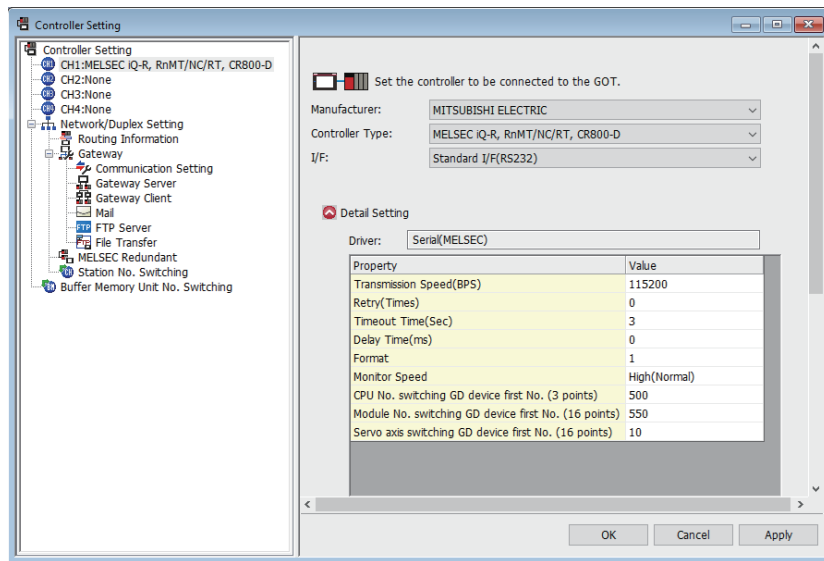 Controller Setting
Controller Setting
CH1:MELSEC iQ-R, RnMT/NC/RT, CR800-D
CH2:None
CH3:None
CH4:None
Network/Duplex Setting
Routing Information
Gateway
Communication Setting
Gateway Server
Gateway Client
Mail
FTP Server
File Transfer
MELSEC Redundant
Station No. Switching
Buffer Memory Unit No. Switching
Set the controller to be connected to the GOT.
Manufacturer: MITSUBISHI ELECTRIC
Controller Type: MELSEC iQ-R, RnMT/NC/RT, CR800-D
I/F: Standard I/F(RS232)
Detail Setting
Driver: Serial(MELSEC)
Property Value
Transmission Speed(BPS) 115200
Retry(Times) 0
Timeout Time(Sec) 3
Delay Time(ms) 0
Format 1
Monitor Speed High(Normal)
CPU No. switching GD device first No. (3 points) 500
Module No. switching GD device first No. (16 points) 550
Servo axis switching GD device first No. (16 points) 10
OK Cancel Apply